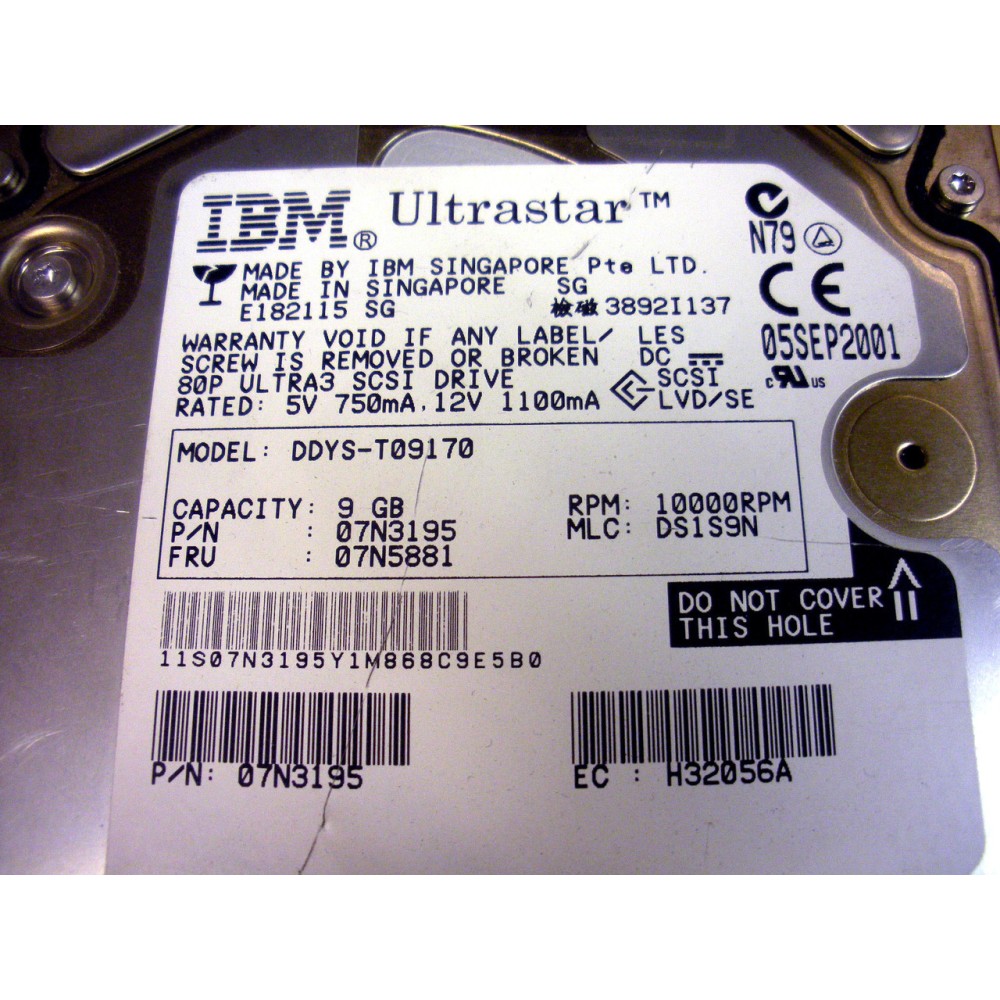 IBM® Ultrastar™
N79
MADE BY IBM SINGAPORE Pte LTD.
MADE IN SINGAPORE SG
E182115 SG 檢磁 3892I137
CE
05SEP2001
WARRANTY VOID IF ANY LABEL/ LES
SCREW IS REMOVED OR BROKEN DC
80P ULTRA3 SCSI DRIVE SCSI
RATED: 5V 750mA, 12V 1100mA LVD/SE
c RU US
MODEL: DDYS-T09170
CAPACITY: 9 GB RPM: 10000RPM
P/N : 07N3195 MLC: DS1S9N
FRU : 07N5881
DO NOT COVER
THIS HOLE
11S07N3195Y1M868C9E5B0
P/N: 07N3195 EC : H32056A